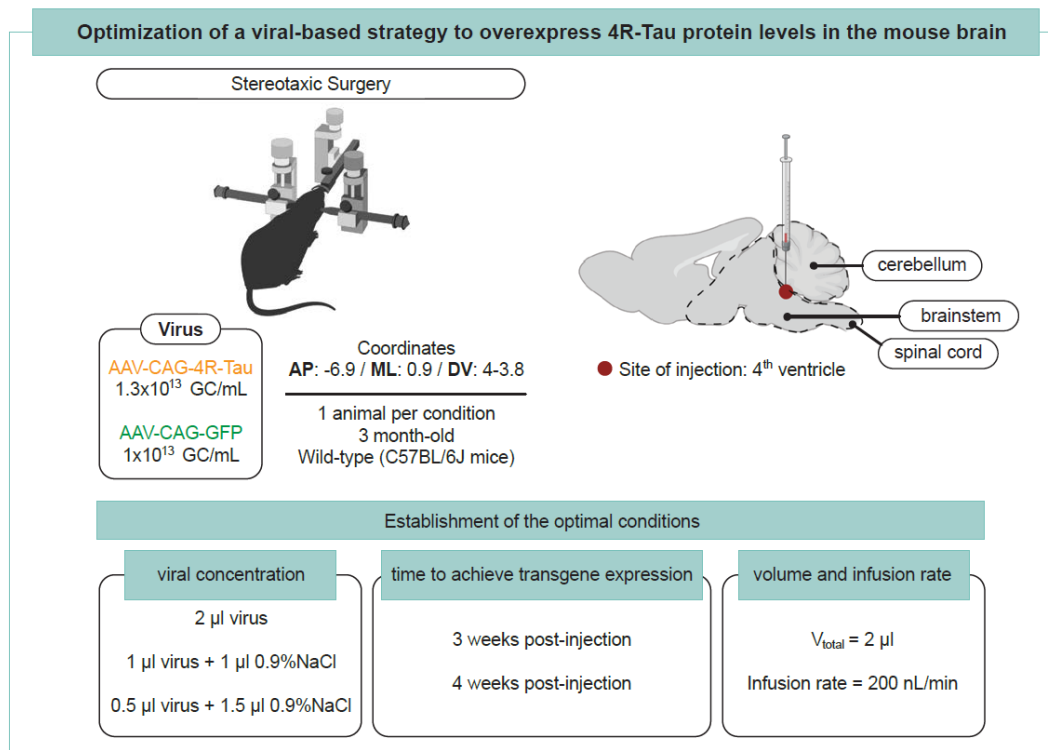 Optimization of a viral-based strategy to overexpress 4R-Tau protein levels in the mouse brain
Stereotaxic Surgery
cerebellum
brainstem
spinal cord
Site of injection: 4th ventricle
Virus
AAV-CAG-4R-Tau
1.3x10¹³ GC/mL
AAV-CAG-GFP
1x10¹³ GC/mL
Coordinates
AP: -6.9 / ML: 0.9 / DV: 4-3.8
1 animal per condition
3 month-old
Wild-type (C57BL/6J mice)
Establishment of the optimal conditions
viral concentration
2 µl virus
1 µl virus + 1 µl 0.9%NaCl
0.5 µl virus + 1.5 µl 0.9%NaCl
time to achieve transgene expression
3 weeks post-injection
4 weeks post-injection
volume and infusion rate
Vtotal = 2 µl
Infusion rate = 200 nL/min